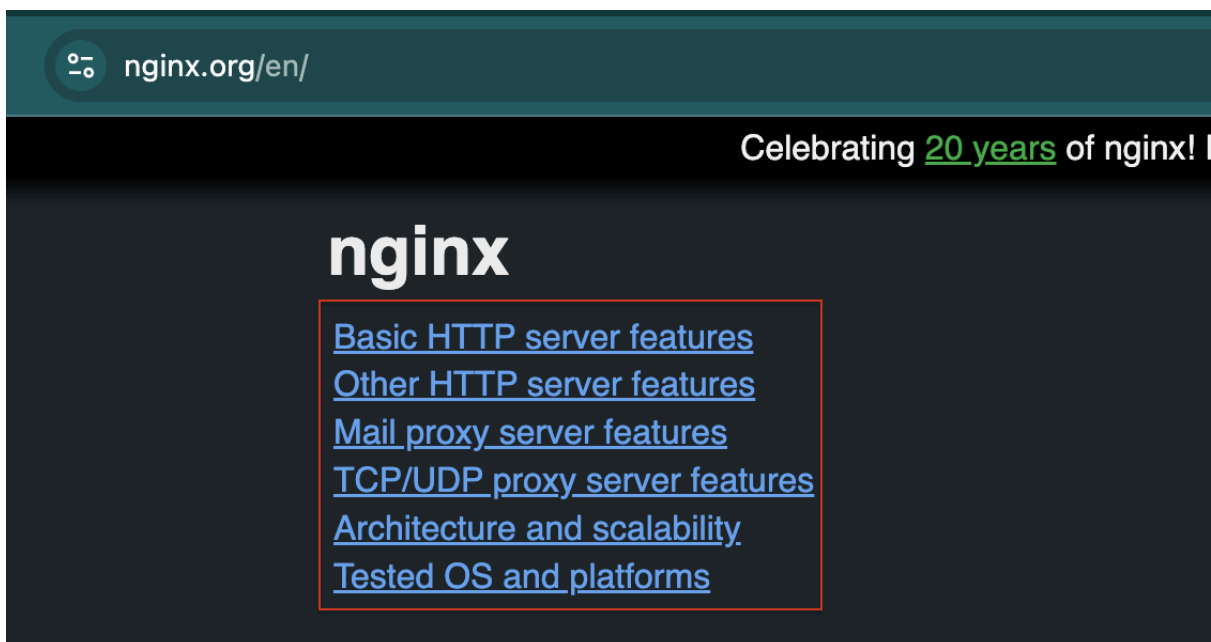 nginx.org/en/
Celebrating 20 years of nginx!
nginx
Basic HTTP server features
Other HTTP server features
Mail proxy server features
TCP/UDP proxy server features
Architecture and scalability
Tested OS and platforms